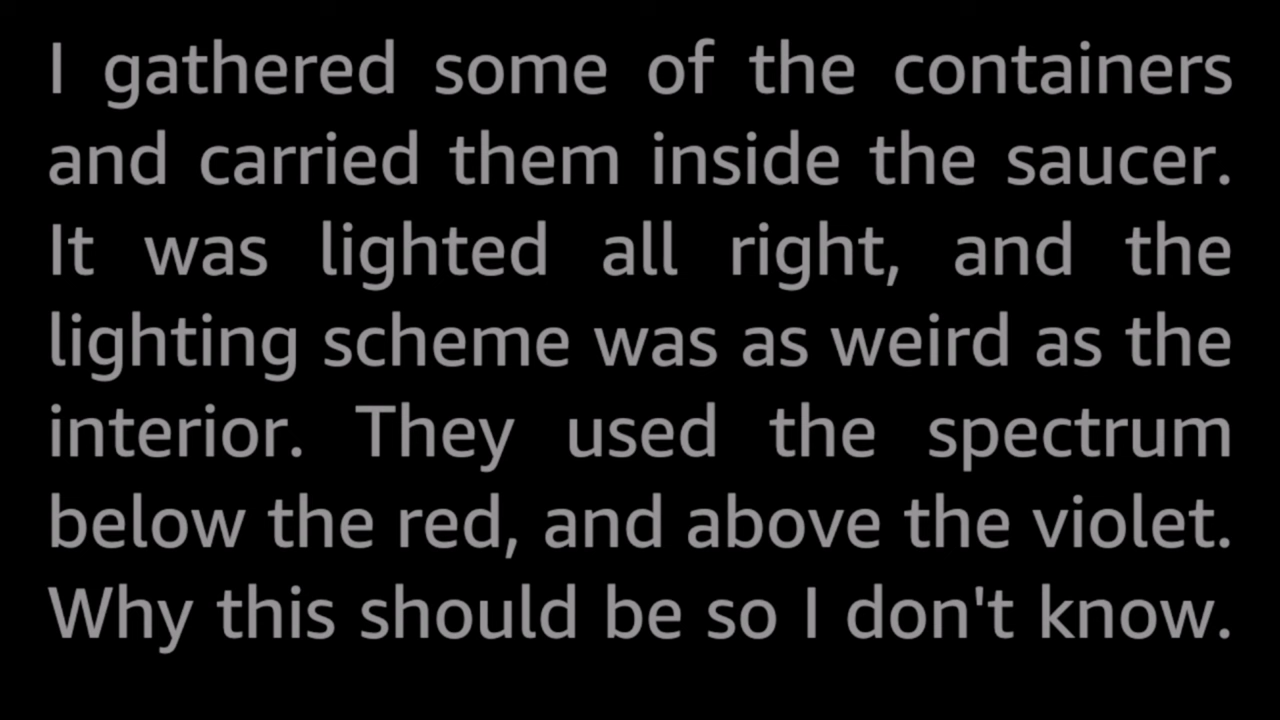 I gathered some of the containers
and carried them inside the saucer.
It was lighted all right, and the
lighting scheme was as weird as the
interior. They used the spectrum
below the red, and above the violet.
Why this should be so I don't know.